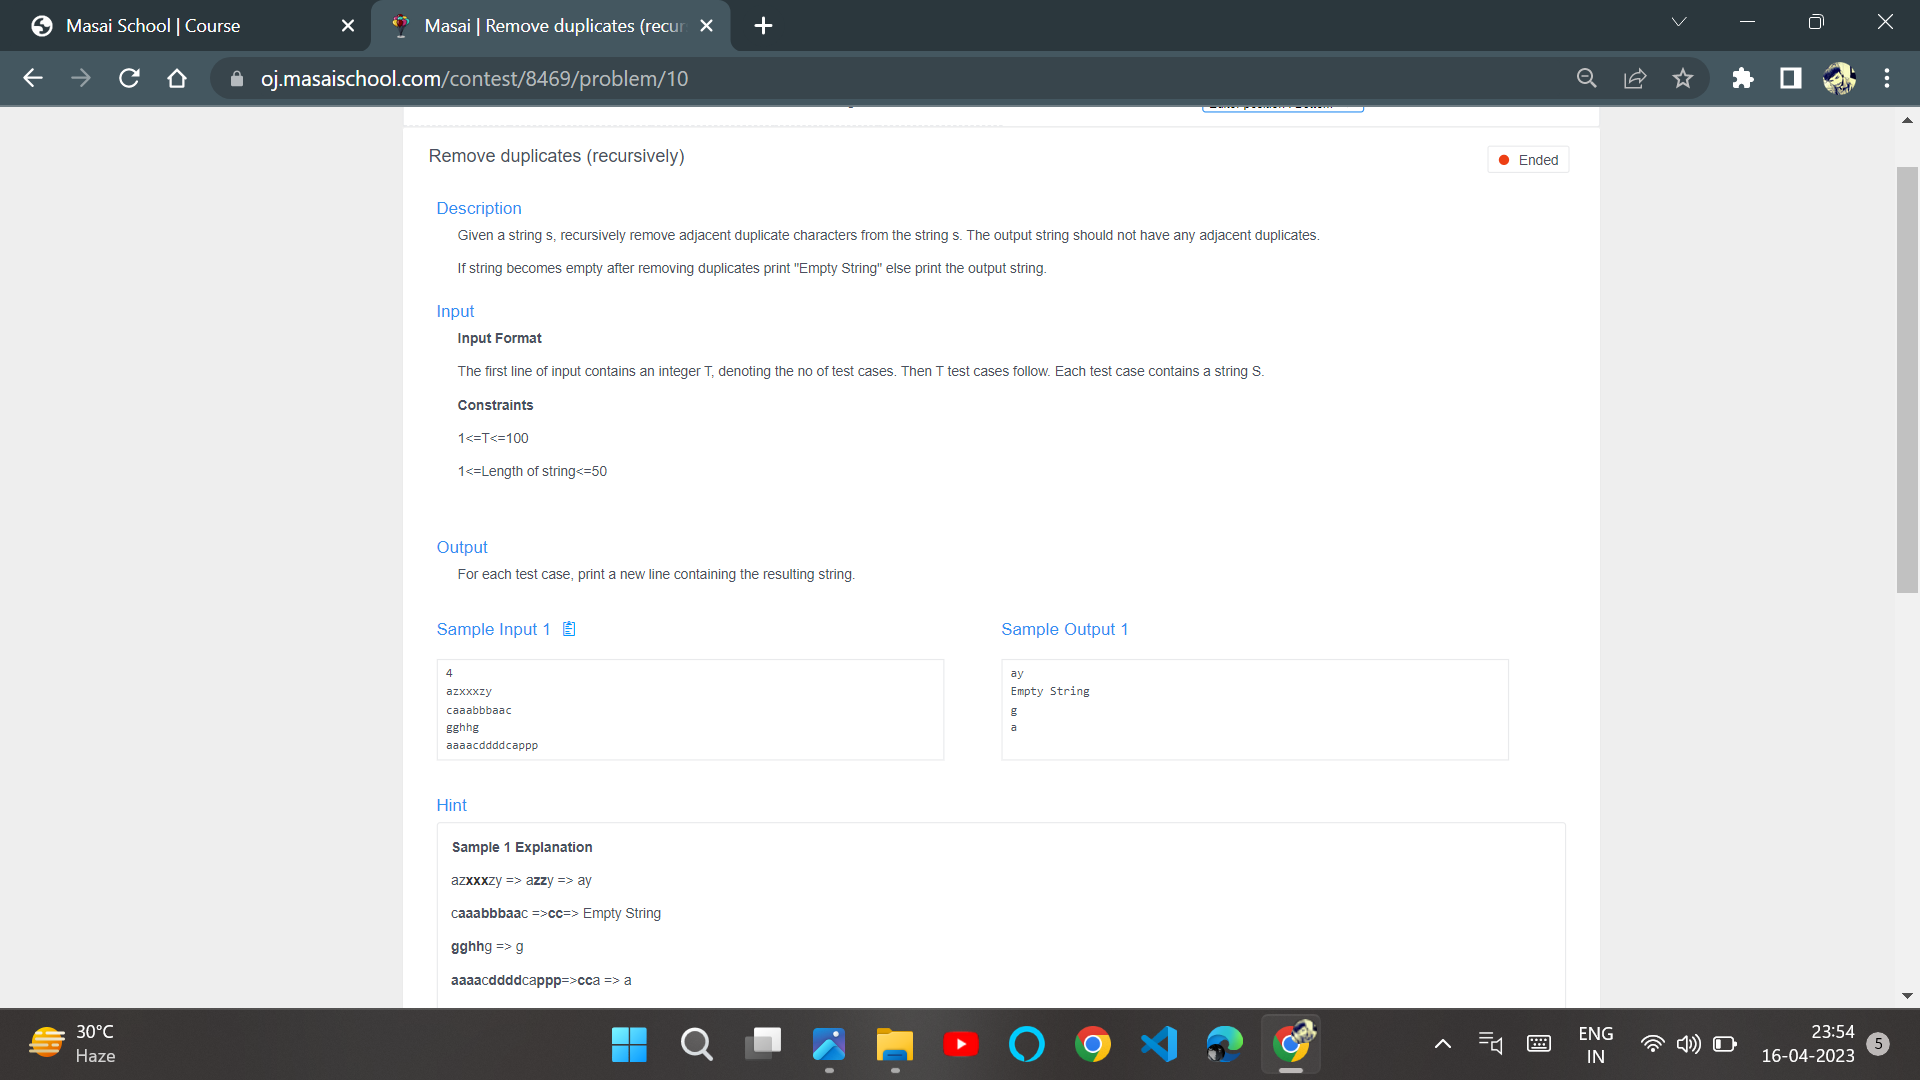 Masai School | Course
Masai | Remove duplicates (recur
oj.masaischool.com/contest/8469/problem/10
Remove duplicates (recursively)
Ended
Description
Given a string s, recursively remove adjacent duplicate characters from the string s. The output string should not have any adjacent duplicates.
If string becomes empty after removing duplicates print "Empty String" else print the output string.
Input
Input Format
The first line of input contains an integer T, denoting the no of test cases. Then T test cases follow. Each test case contains a string S.
Constraints
1<=T<=100
1<=Length of string<=50
Output
For each test case, print a new line containing the resulting string.
Sample Input 1
4
azxxxzy
caaabbbaac
gghhg
aaaacddddcappp
Sample Output 1
ay
Empty String
g
a
Hint
Sample 1 Explanation
azxxxzy => azzy => ay
caaabbbaac =>cc=> Empty String
gghhg => g
aaaacddddcappp=>cca => a
30°C
Haze
ENG
IN
23:54
16-04-2023
5